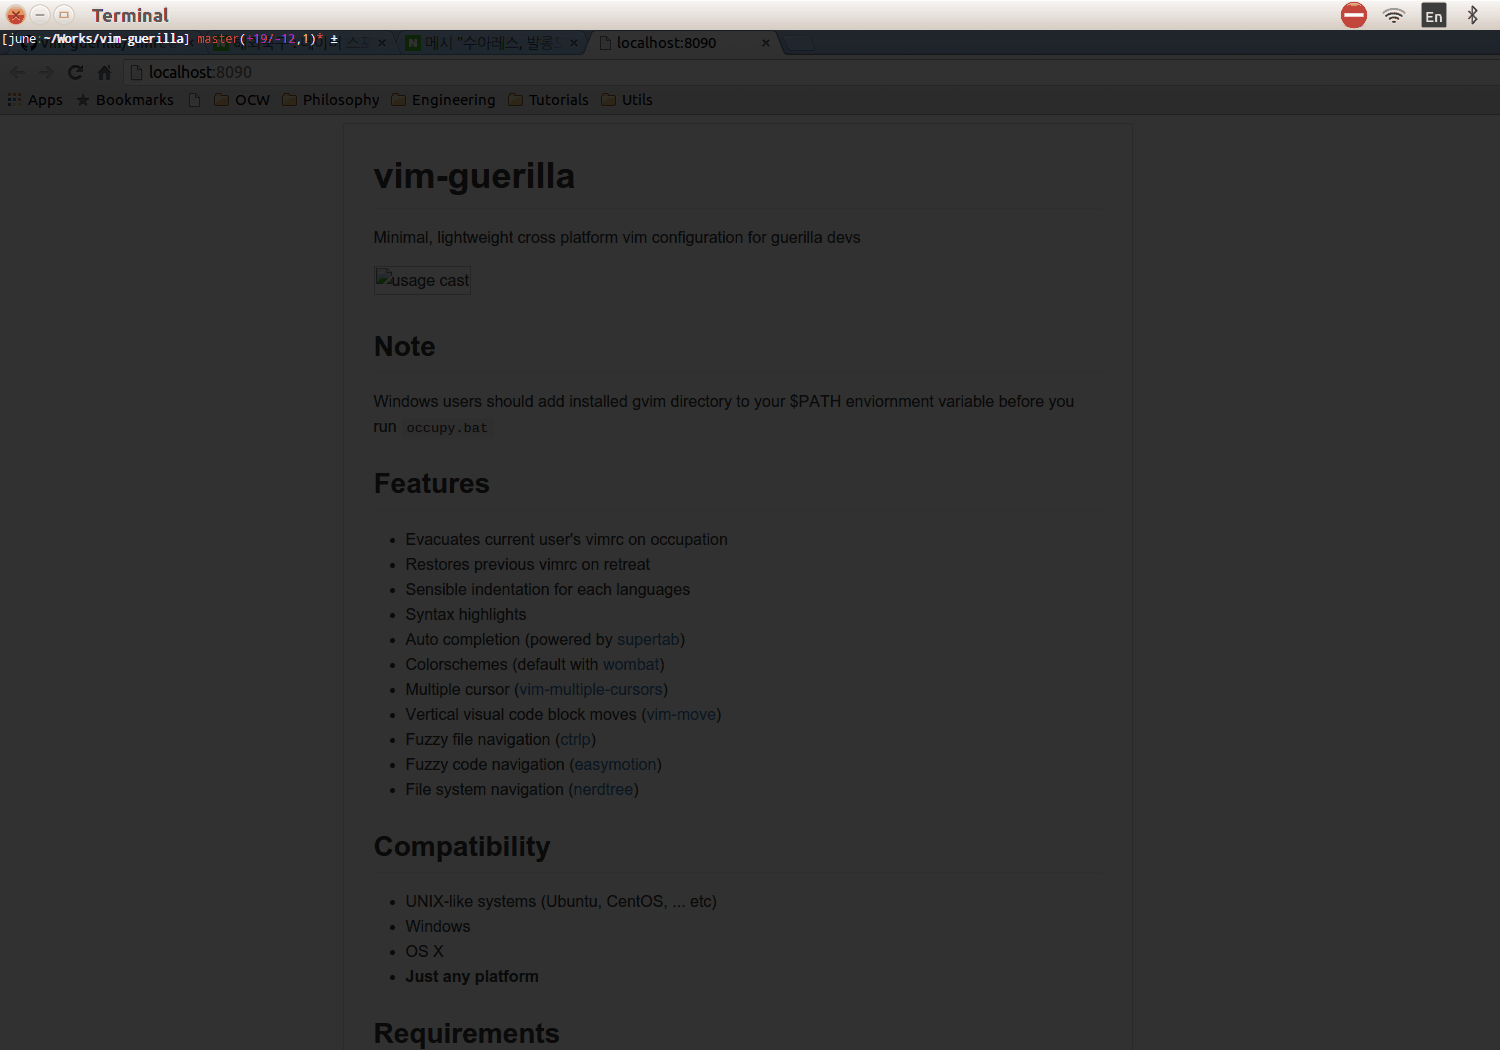 Terminal
En
[june:~/Works/vim-guerilla] master(+19/-12,1)* ±
메시 "수아레스, 발롱
localhost:8090
localhost:8090
Apps Bookmarks OCW Philosophy Engineering Tutorials Utils
vim-guerilla
Minimal, lightweight cross platform vim configuration for guerilla devs
usage cast
Note
Windows users should add installed gvim directory to your $PATH enviornment variable before you
run occupy.bat
Features
Evacuates current user's vimrc on occupation
Restores previous vimrc on retreat
Sensible indentation for each languages
Syntax highlights
Auto completion (powered by supertab)
Colorschemes (default with wombat)
Multiple cursor (vim-multiple-cursors)
Vertical visual code block moves (vim-move)
Fuzzy file navigation (ctrlp)
Fuzzy code navigation (easymotion)
File system navigation (nerdtree)
Compatibility
UNIX-like systems (Ubuntu, CentOS, ... etc)
Windows
OS X
Just any platform
Requirements